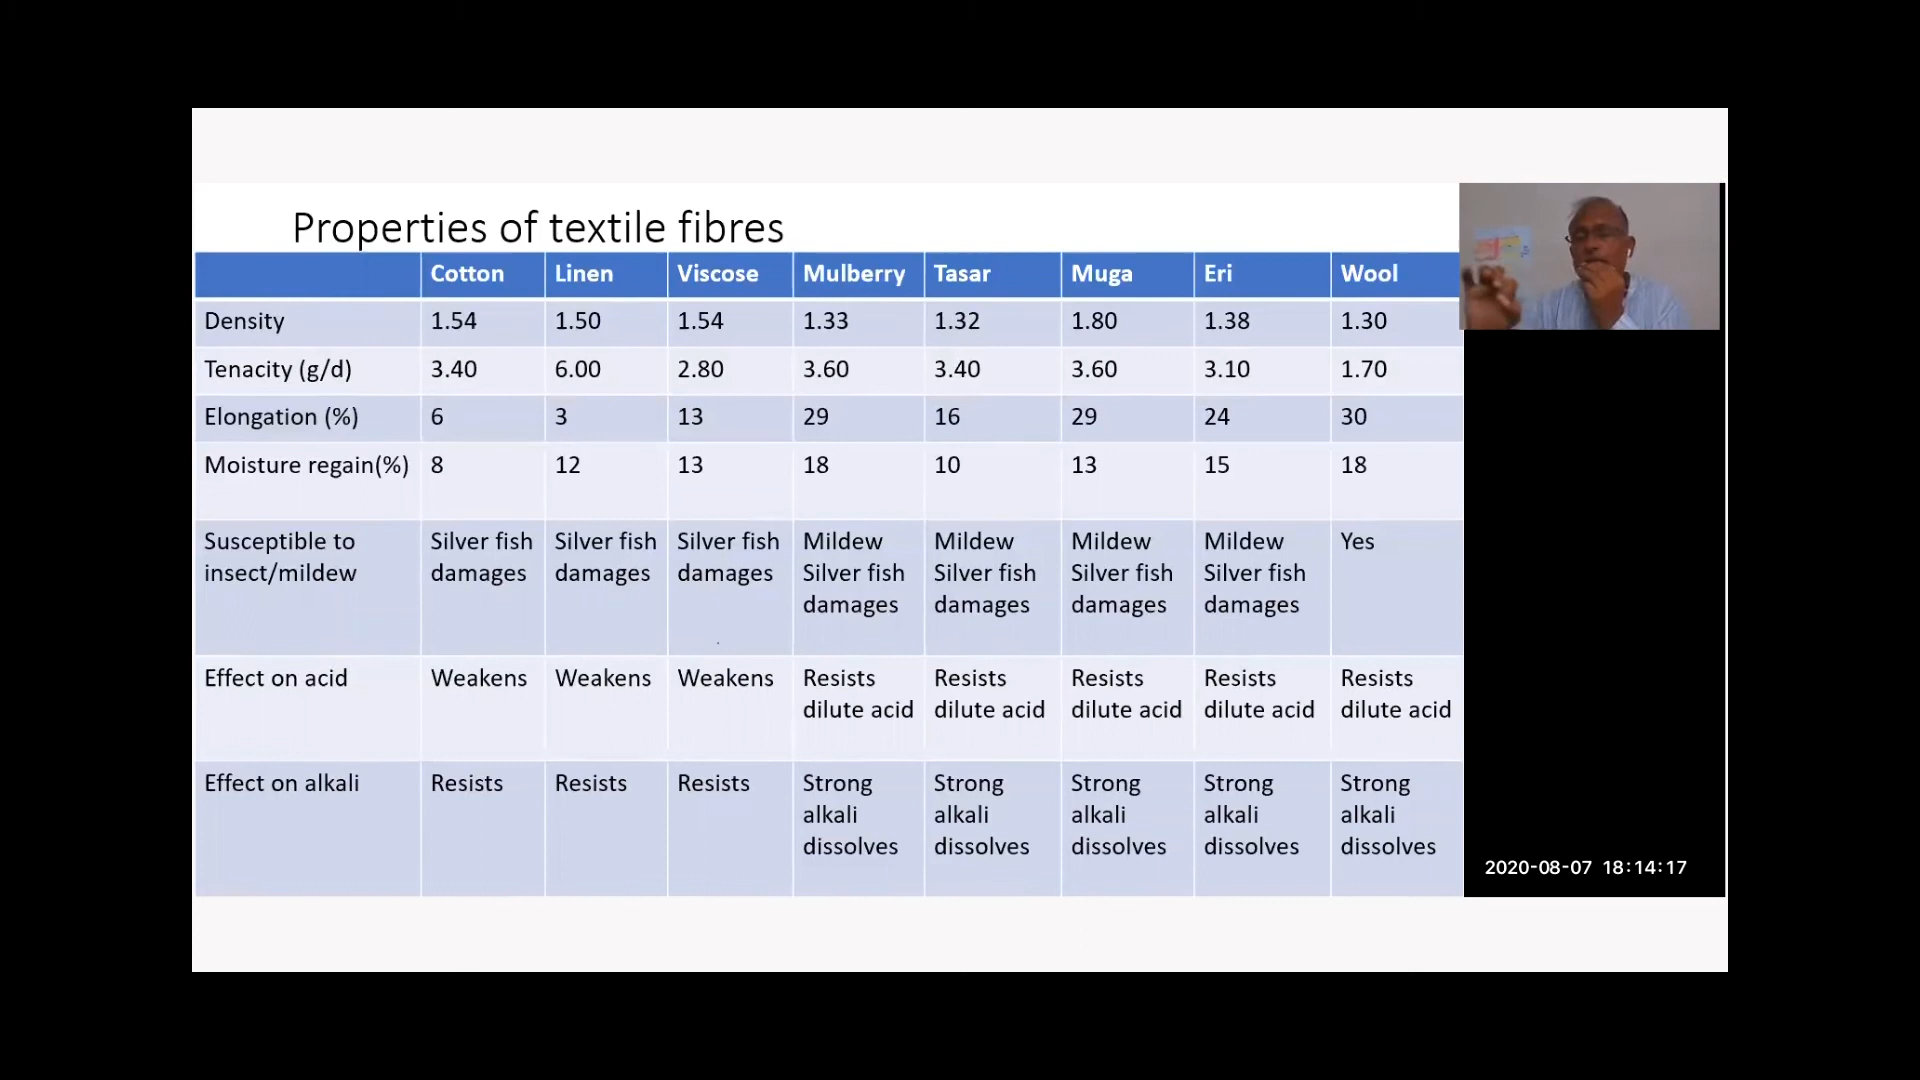 Properties of textile fibres
Cotton Linen Viscose Mulberry Tasar Muga Eri Wool
Density 1.54 1.50 1.54 1.33 1.32 1.80 1.38 1.30
Tenacity (g/d) 3.40 6.00 2.80 3.60 3.40 3.60 3.10 1.70
Elongation (%) 6 3 13 29 16 29 24 30
Moisture regain(%) 8 12 13 18 10 13 15 18
Susceptible to Silver fish Silver fish Silver fish Mildew Mildew Mildew Mildew Yes
insect/mildew damages damages damages Silver fish Silver fish Silver fish Silver fish
damages damages damages damages
Effect on acid Weakens Weakens Weakens Resists Resists Resists Resists Resists
dilute acid dilute acid dilute acid dilute acid dilute acid
Effect on alkali Resists Resists Resists Strong Strong Strong Strong Strong
alkali alkali alkali alkali alkali
dissolves dissolves dissolves dissolves dissolves
2020-08-07 18:14:17